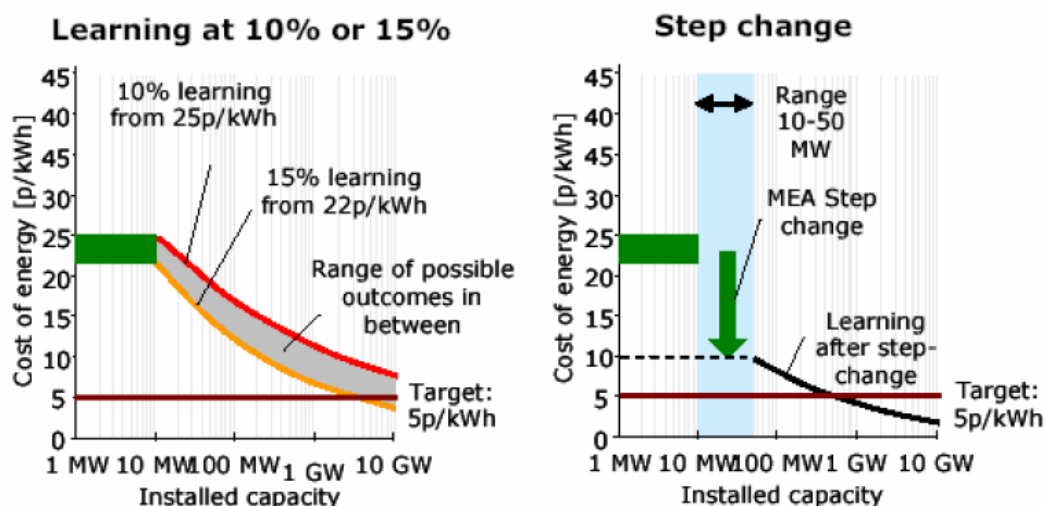 Learning at 10% or 15%
45
40
45
30
25
20
15
10
5
0
Cost of energy [p/kWh]
10% learning
from 25p/kWh
15% learning
from 22p/kWh
Range of possible
outcomes in
between
Target:
5p/kWh
1 MW 10 MW 100 MW 1 GW 10 GW
Installed capacity
Step change
45
40
45
30
25
20
15
10
5
0
Cost of energy [p/kWh]
Range
10-50
MW
MEA Step
change
Learning
after step-
change
Target:
5p/kWh
1 MW 10 MW 100 MW 1 GW 10 GW
Installed capacity